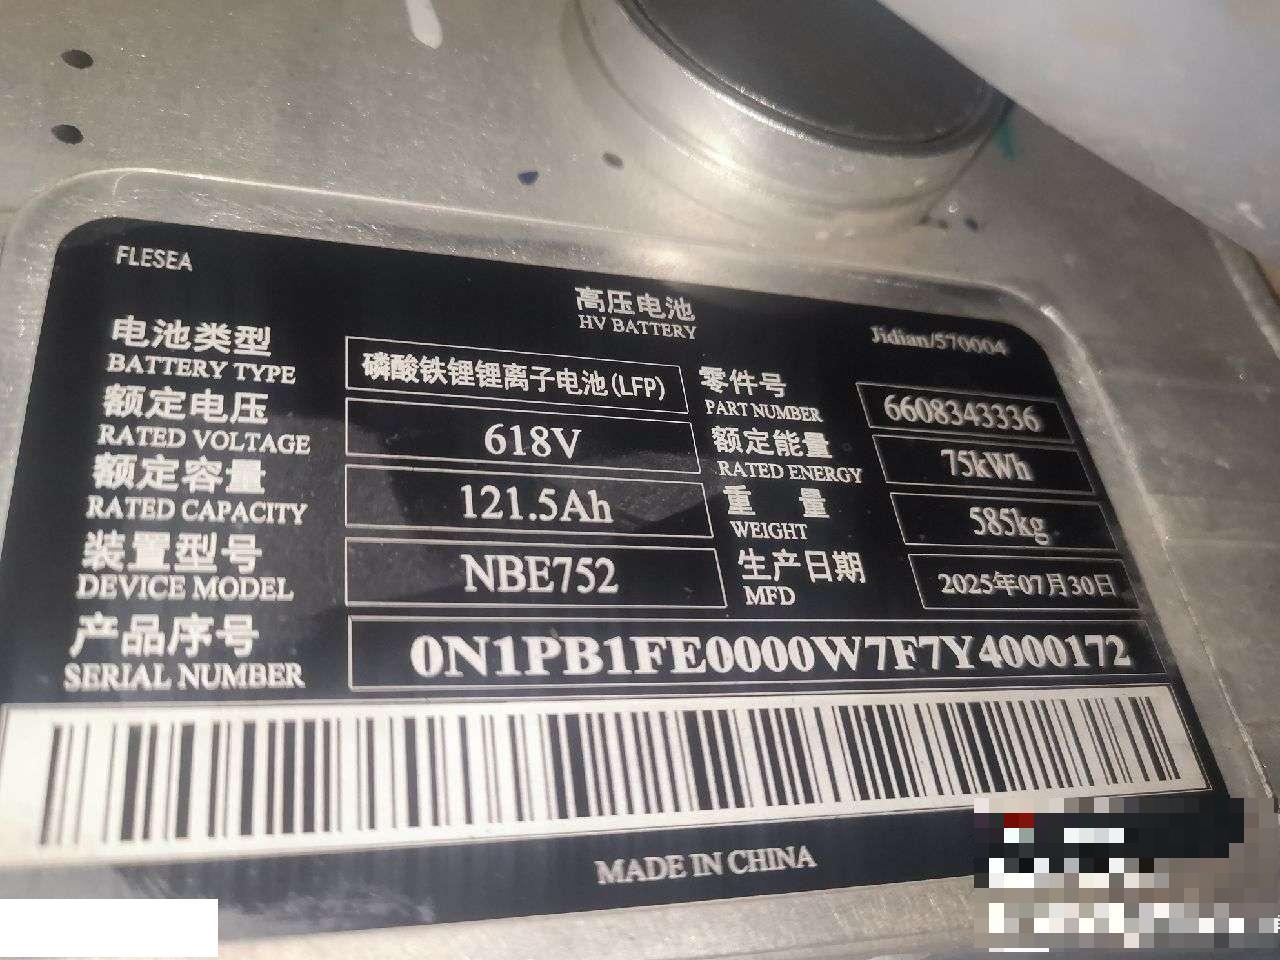 FLESEA
高压电池
HV BATTERY
Jidian/570004
电池类型
BATTERY TYPE
磷酸铁锂锂离子电池(LFP)
零件号
PART NUMBER
6608343336
额定电压
RATED VOLTAGE
618V
额定能量
RATED ENERGY
75kWh
额定容量
RATED CAPACITY
121.5Ah
重 量
WEIGHT
585kg
装置型号
DEVICE MODEL
NBE752
生产日期
MFD
2025年07月30日
产品序号
SERIAL NUMBER
0N1PB1FE0000W7F7Y4000172
MADE IN CHINA